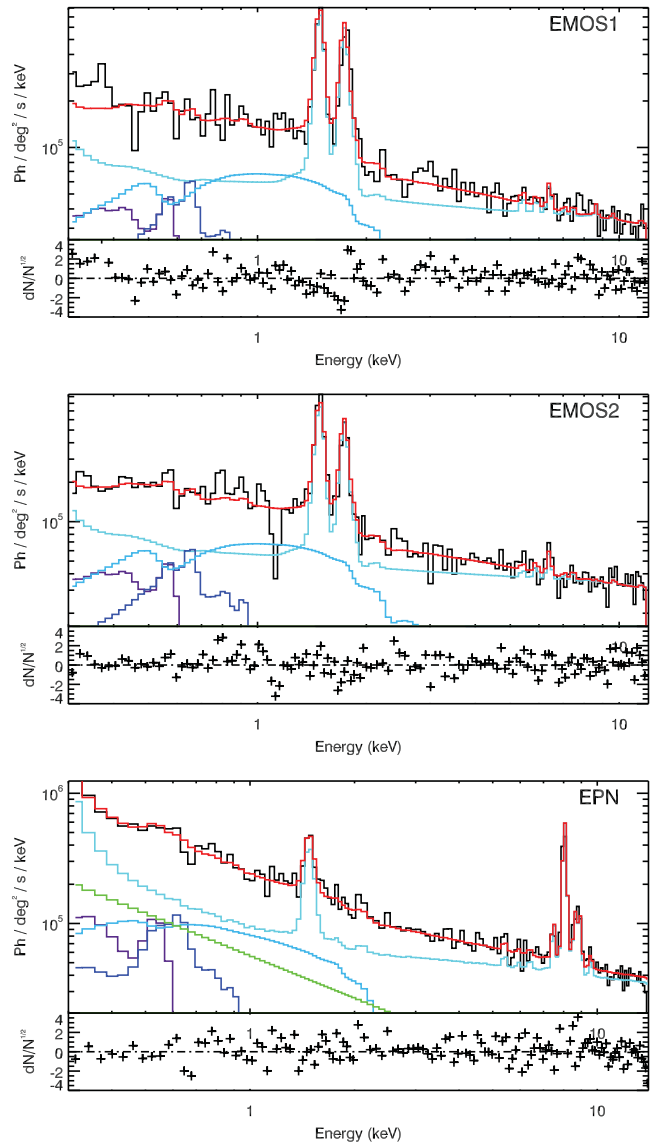 EMOS1
Ph / deg² / s / keV
10⁵
dN/N^1/2
4
2
0
-2
-4
1
10
1
10
Energy (keV)
EMOS2
Ph / deg² / s / keV
10⁵
dN/N^1/2
4
2
0
-2
-4
1
10
1
10
Energy (keV)
EPN
Ph / deg² / s / keV
10⁶
10⁵
dN/N^1/2
4
2
0
-2
-4
1
10
1
10
Energy (keV)